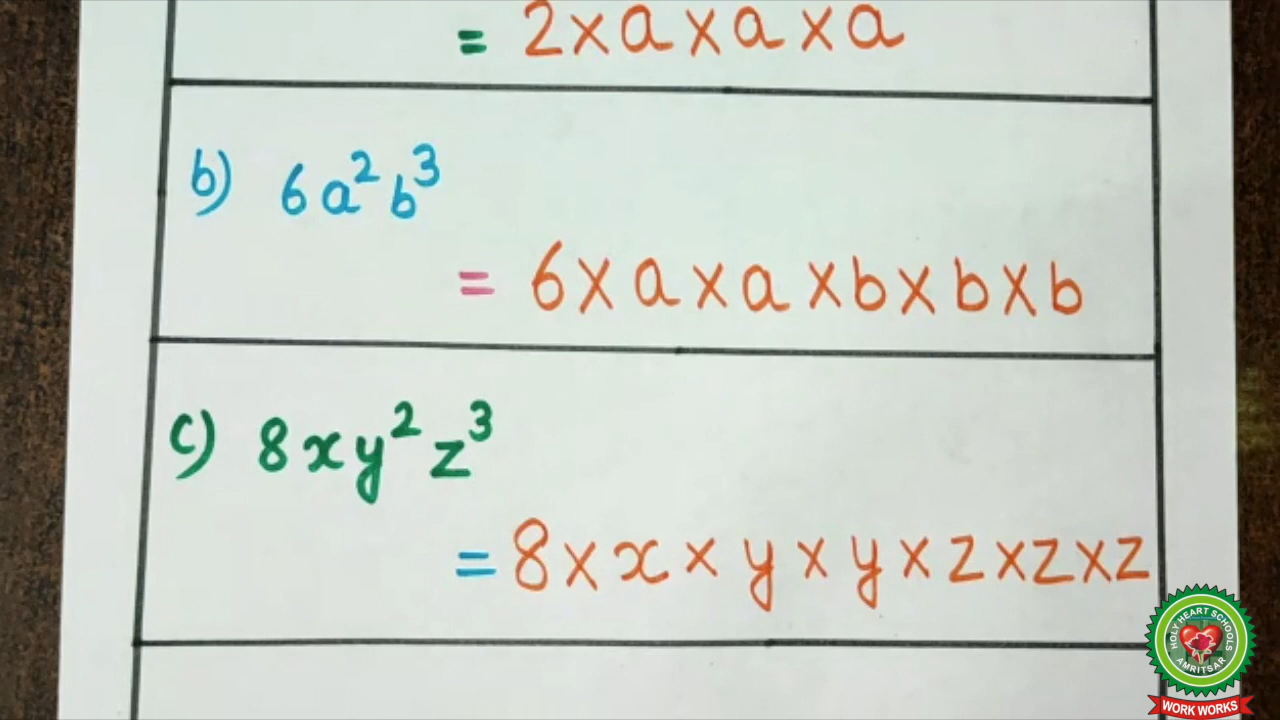 = 2×a×a×a
b) 6a²b³
= 6×a×a×b×b×b
c) 8xy²z³
= 8×x×y×y×z×z×z
HOLY HEART SCHOOLS
AMRITSAR
WORK WORKS